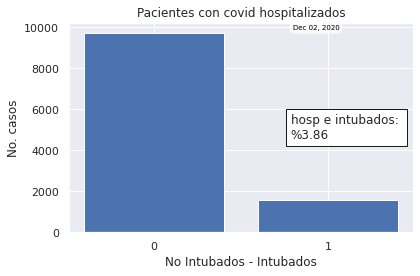 Pacientes con covid hospitalizados
Dec 02, 2020
10000
8000
6000
4000
2000
0
No. casos
hosp e intubados:
%3.86
0
1
No Intubados - Intubados